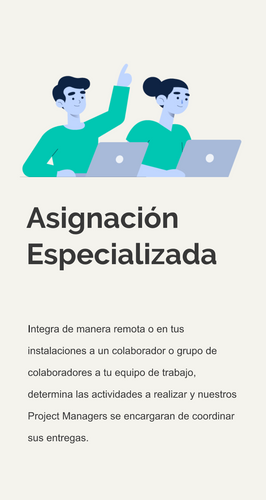 Asignación
Especializada
Integra de manera remota o en tus
instalaciones a un colaborador o grupo de
colaboradores a tu equipo de trabajo,
determina las actividades a realizar y nuestros
Project Managers se encargaran de coordinar
sus entregas.